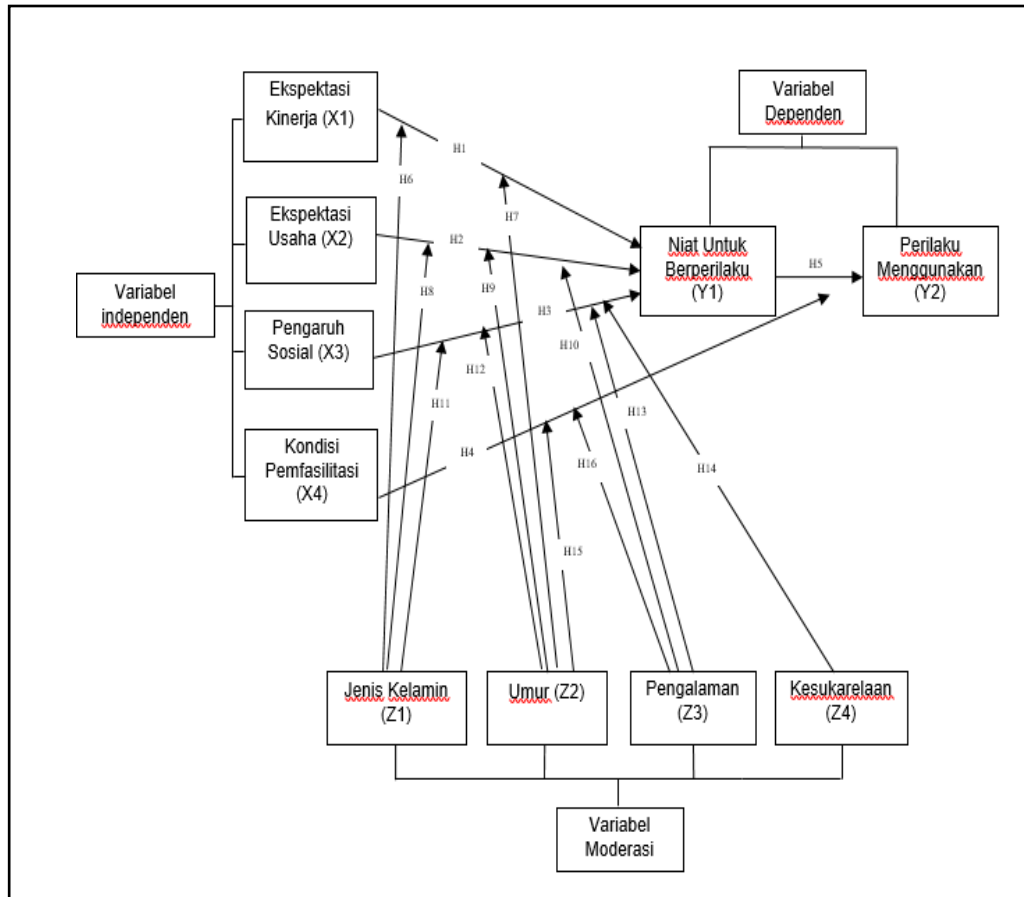 Ekspektasi
Kinerja (X1)
Variabel
Dependen
H1
H6
Ekspektasi
Usaha (X2)
H7
H2
Niat Untuk
Berperilaku
(Y1)
H5
Perilaku
Menggunakan
(Y2)
Variabel
independen
H8
H9
Pengaruh
Sosial (X3)
H3
H10
H12
H11
H13
Kondisi
Pemfasilitasi
(X4)
H4
H16
H14
H15
Jenis Kelamin
(Z1)
Umur (Z2)
Pengalaman
(Z3)
Kesukarelaan
(Z4)
Variabel
Moderasi